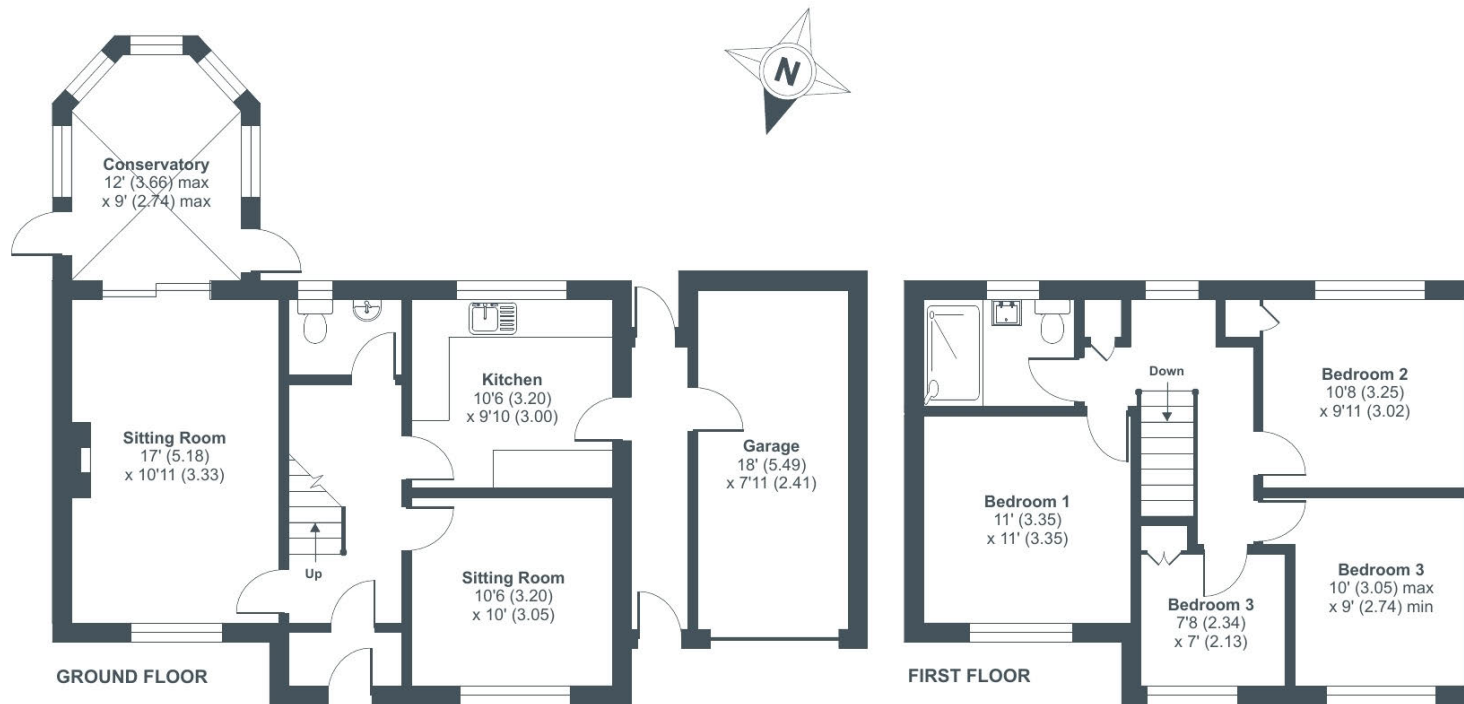 N
Conservatory
12' (3.66) max
x 9' (2.74) max
Sitting Room
17' (5.18)
x 10'11 (3.33)
Up
Kitchen
10'6 (3.20)
x 9'10 (3.00)
Sitting Room
10'6 (3.20)
x 10' (3.05)
Garage
18' (5.49)
x 7'11 (2.41)
GROUND FLOOR
Down
Bedroom 2
10'8 (3.25)
x 9'11 (3.02)
Bedroom 1
11' (3.35)
x 11' (3.35)
Bedroom 3
10' (3.05) max
x 9' (2.74) min
Bedroom 3
7'8 (2.34)
x 7' (2.13)
FIRST FLOOR